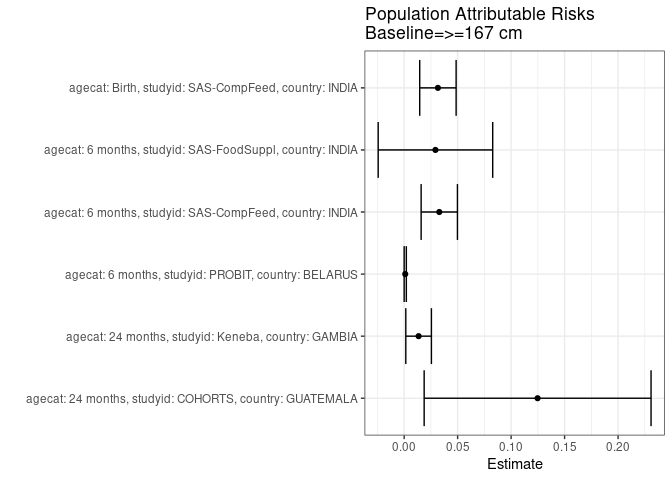 Population Attributable Risks
Baseline=>=167 cm
agecat: Birth, studyid: SAS-CompFeed, country: INDIA
agecat: 6 months, studyid: SAS-FoodSuppl, country: INDIA
agecat: 6 months, studyid: SAS-CompFeed, country: INDIA
agecat: 6 months, studyid: PROBIT, country: BELARUS
agecat: 24 months, studyid: Keneba, country: GAMBIA
agecat: 24 months, studyid: COHORTS, country: GUATEMALA
0.00 0.05 0.10 0.15 0.20
Estimate